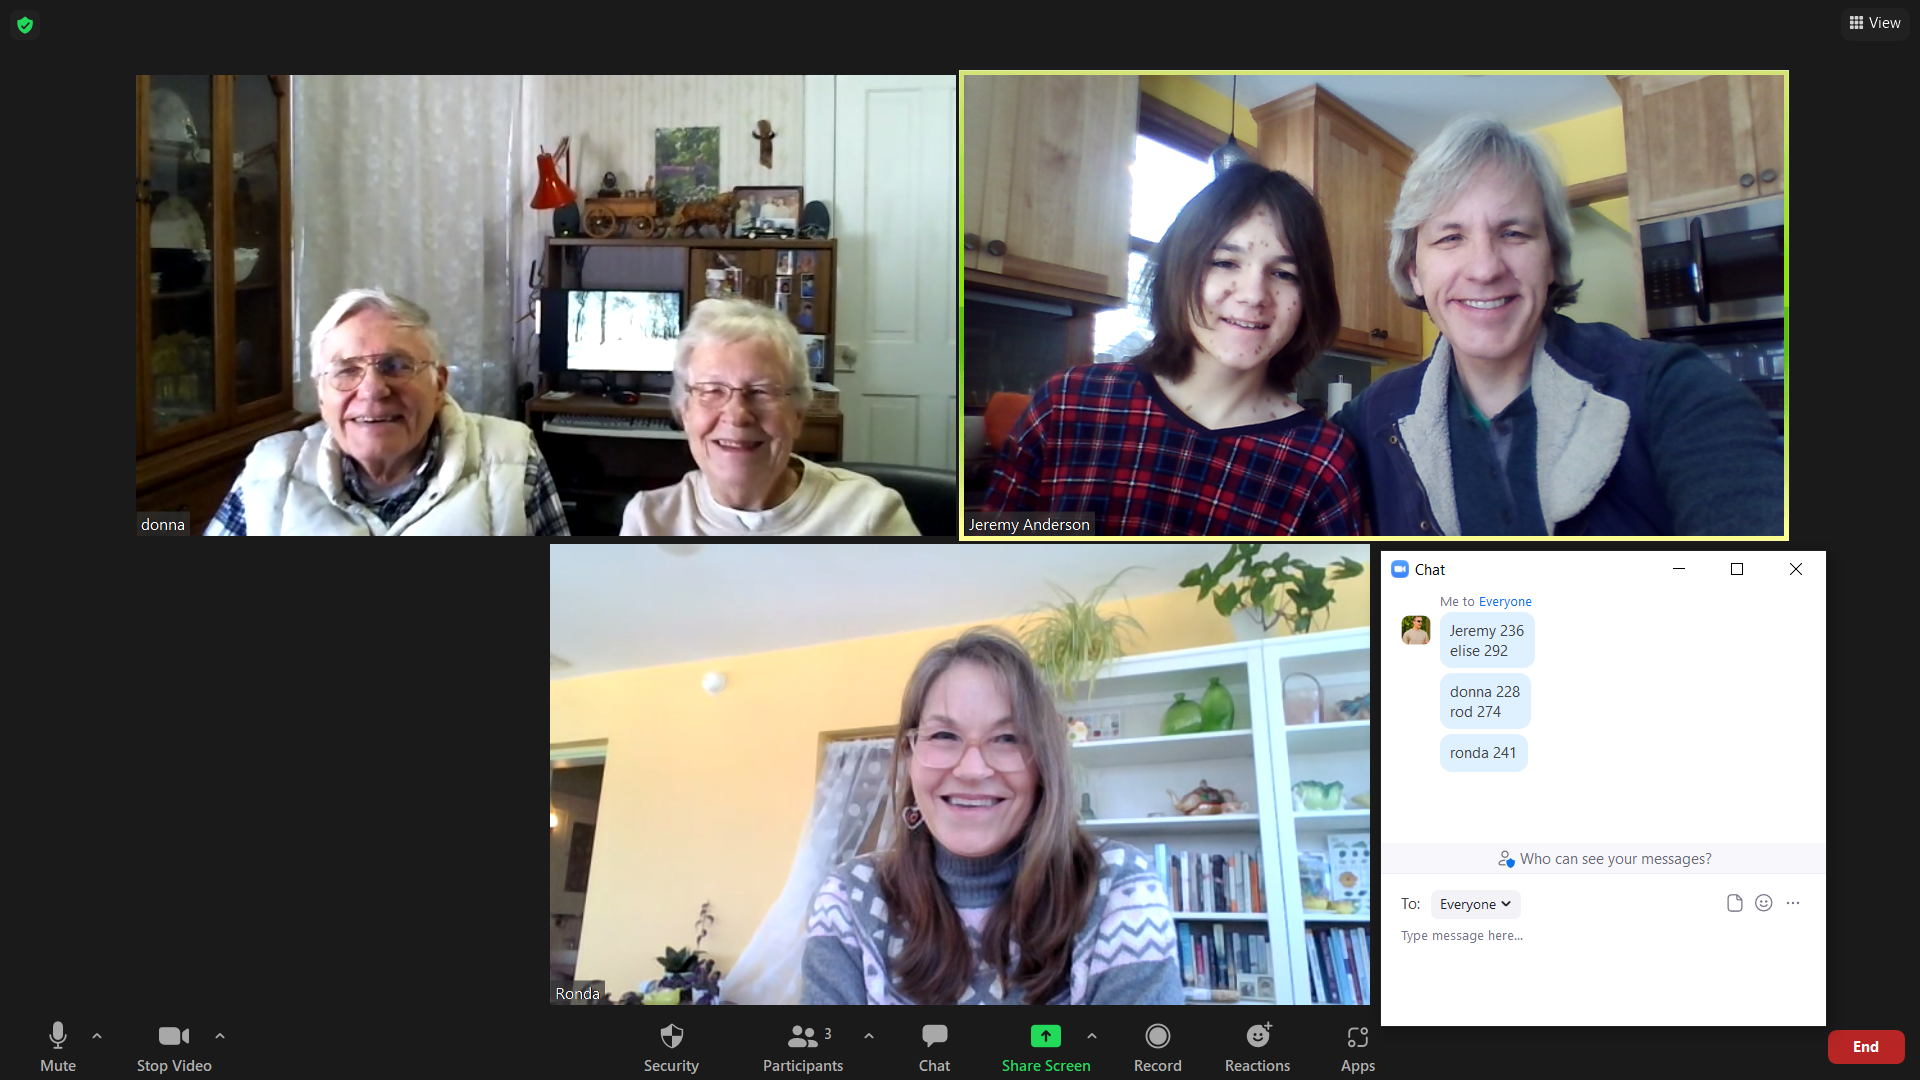 View
donna
Jeremy Anderson
Ronda
Chat
Me to Everyone
Jeremy 236
elise 292
donna 228
rod 274
ronda 241
Who can see your messages?
To: Everyone
Type message here...
Mute
Stop Video
Security
3
Participants
Chat
Share Screen
Record
Reactions
Apps
End